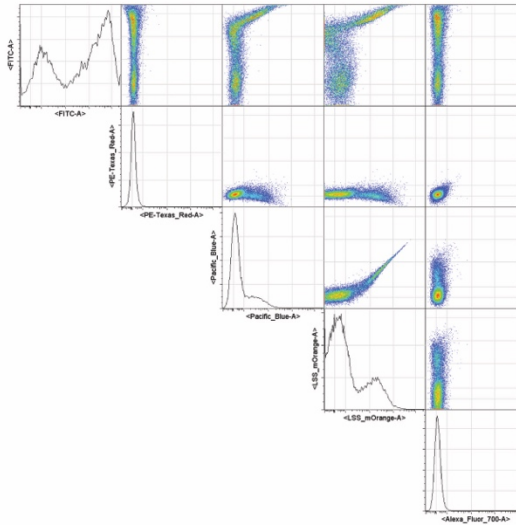 <FITC-A>
<FITC-A>
<PE-Texas_Red-A>
<PE-Texas_Red-A>
<Pacific_Blue-A>
<Pacific_Blue-A>
<LSS_mOrange-A>
<LSS_mOrange-A>
<Alexa_Fluor_700-A>